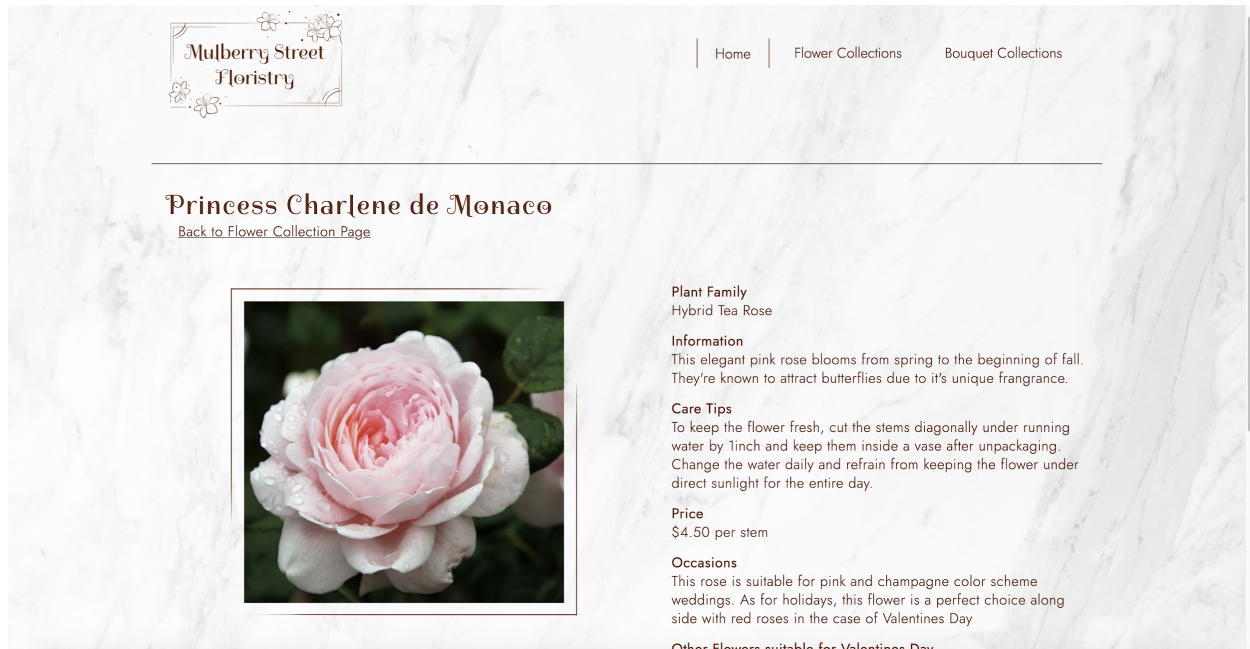 Mulberry Street
Floristry
Home
Flower Collections
Bouquet Collections
Princess Charlene de Monaco
Back to Flower Collection Page
Plant Family
Hybrid Tea Rose
Information
This elegant pink rose blooms from spring to the beginning of fall.
They're known to attract butterflies due to it's unique frangrance.
Care Tips
To keep the flower fresh, cut the stems diagonally under running
water by 1inch and keep them inside a vase after unpackaging.
Change the water daily and refrain from keeping the flower under
direct sunlight for the entire day.
Price
$4.50 per stem
Occasions
This rose is suitable for pink and champagne color scheme
weddings. As for holidays, this flower is a perfect choice along
side with red roses in the case of Valentines Day
Other Flowers suitable for Valentines Day